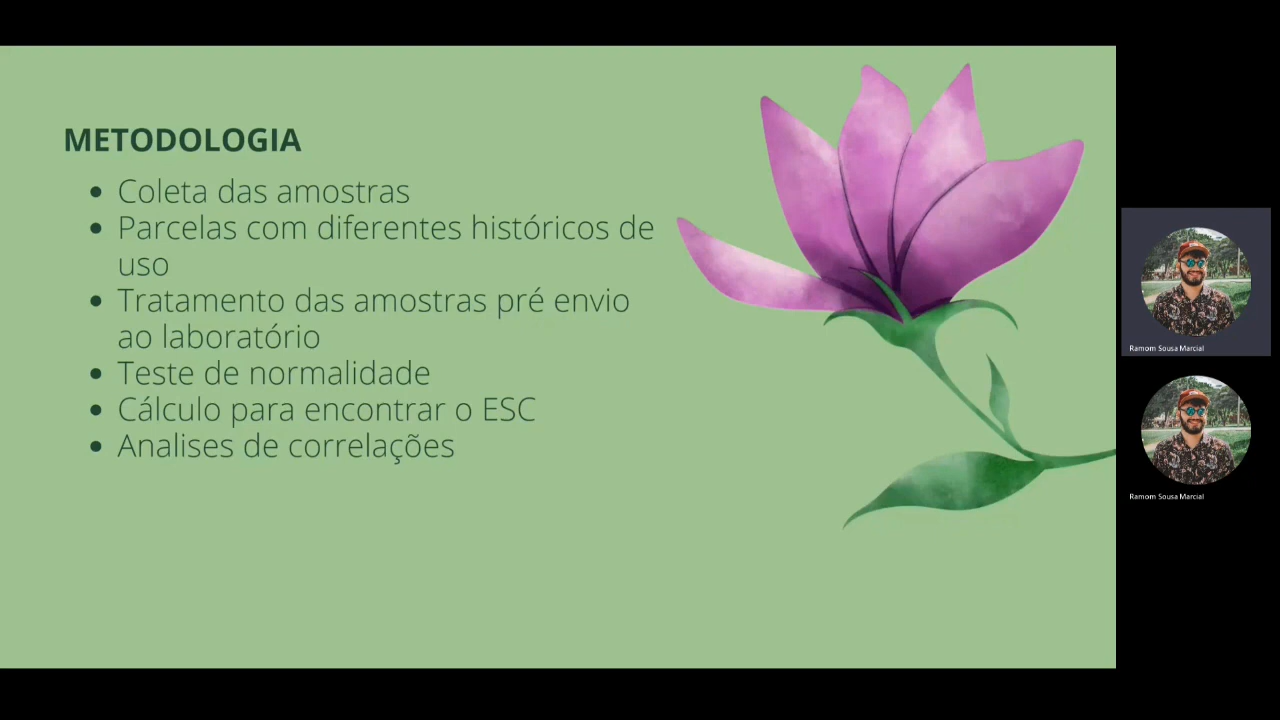 METODOLOGIA
• Coleta das amostras
• Parcelas com diferentes históricos de
uso
• Tratamento das amostras pré envio
ao laboratório
• Teste de normalidade
• Cálculo para encontrar o ESC
• Analises de correlações
Ramom Sousa Marcial
Ramom Sousa Marcial